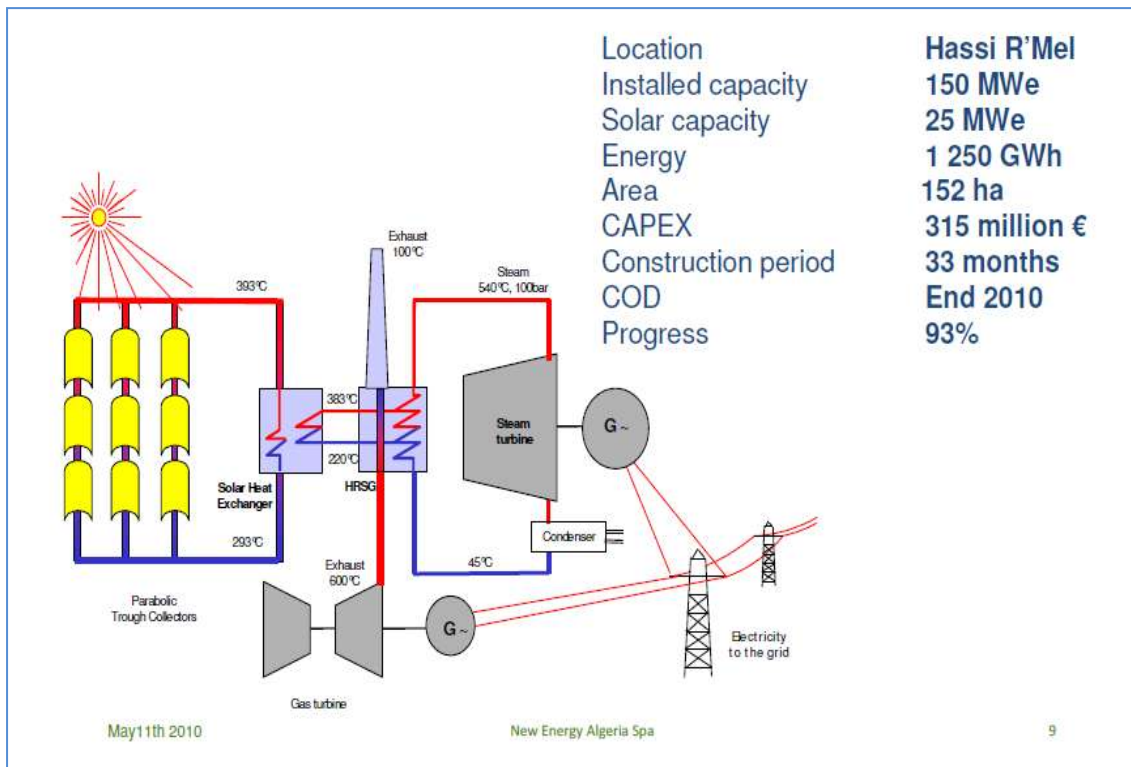 Location Hassi R'Mel
Installed capacity 150 MWe
Solar capacity 25 MWe
Energy 1 250 GWh
Area 152 ha
CAPEX 315 million €
Construction period 33 months
COD End 2010
Progress 93%
Exhaust
100°C
Steam
540°C, 100bar
393°C
383°C
Steam
turbine
G ~
220°C
Solar Heat
Exchanger
HRSG
Condenser
293°C
45°C
Exhaust
600°C
Parabolic
Trough Collectors
G ~
Electricity
to the grid
Gas turbine
May11th 2010
New Energy Algeria Spa
9